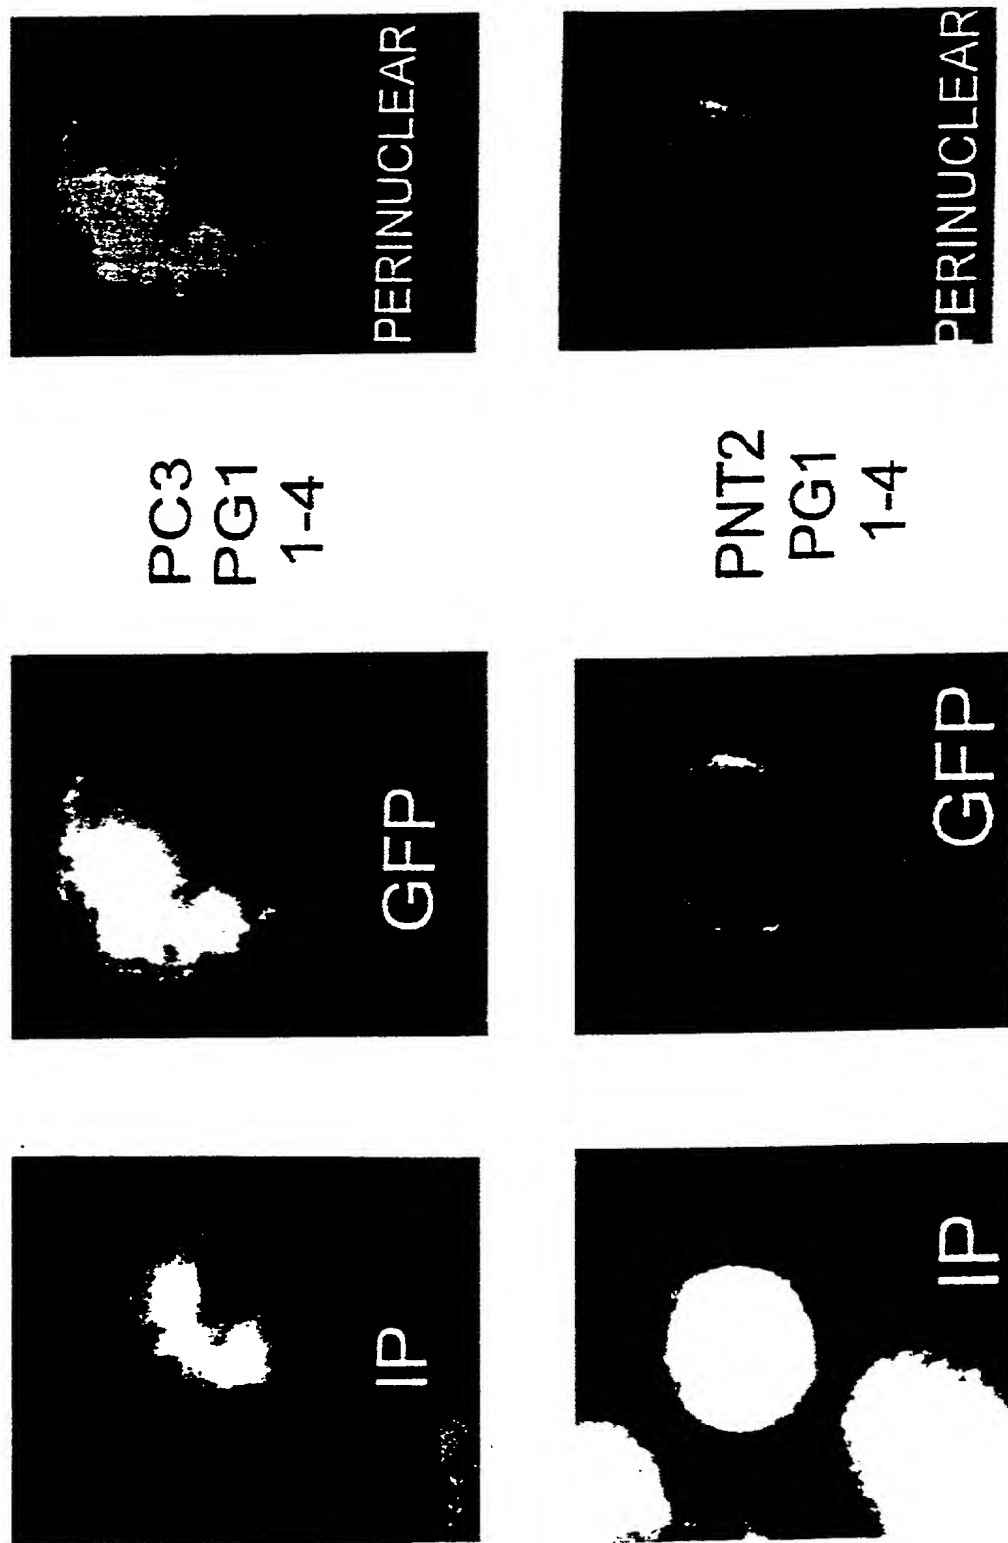 IP
GFP
PC3
PG1
1-4
PERINUCLEAR
IP
GFP
PNT2
PG1
1-4
PERINUCLEAR